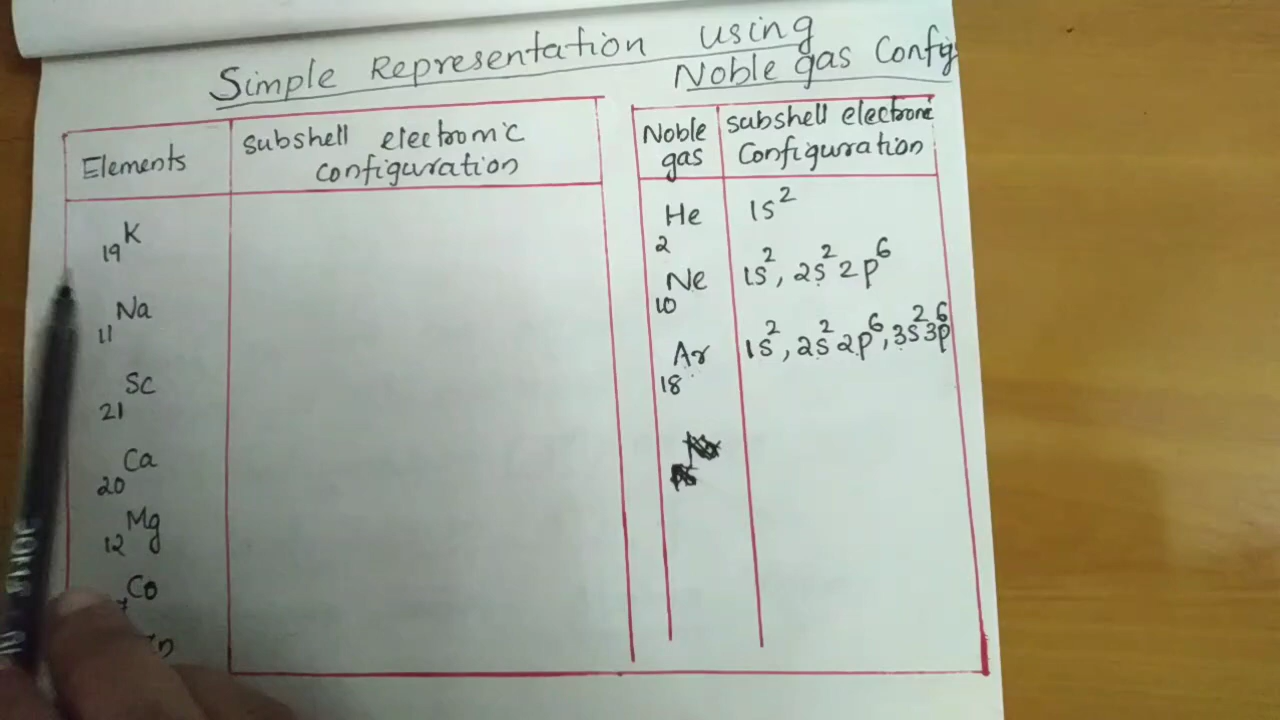 Simple Representation using
Noble gas Config
Elements
subshell electronic
configuration
19K
11Na
21Sc
20Ca
12Mg
Co
Noble
gas
subshell electronic
Configuration
He
2
1s², 
Ne
10
1s², 2s² 2p⁶
Ar
18
1s², 2s² 2p⁶, 3s² 3p⁶